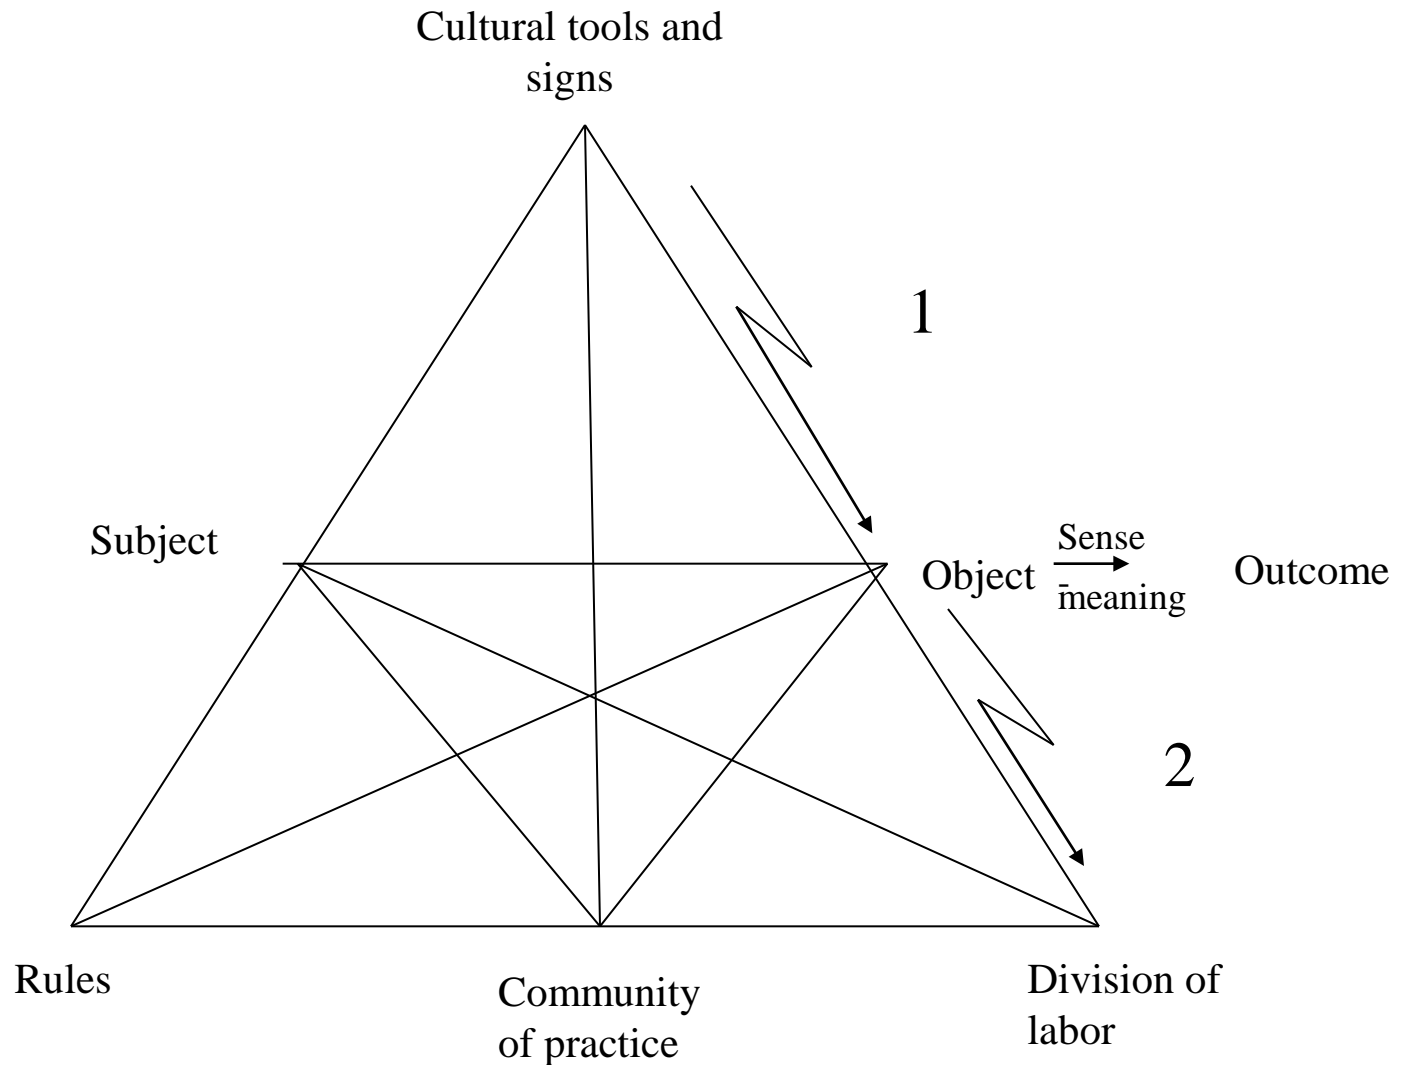 Cultural tools and
signs
1
Subject
Sense
Object
Outcome
-meaning
2
Rules
Community
of practice
Division of
labor